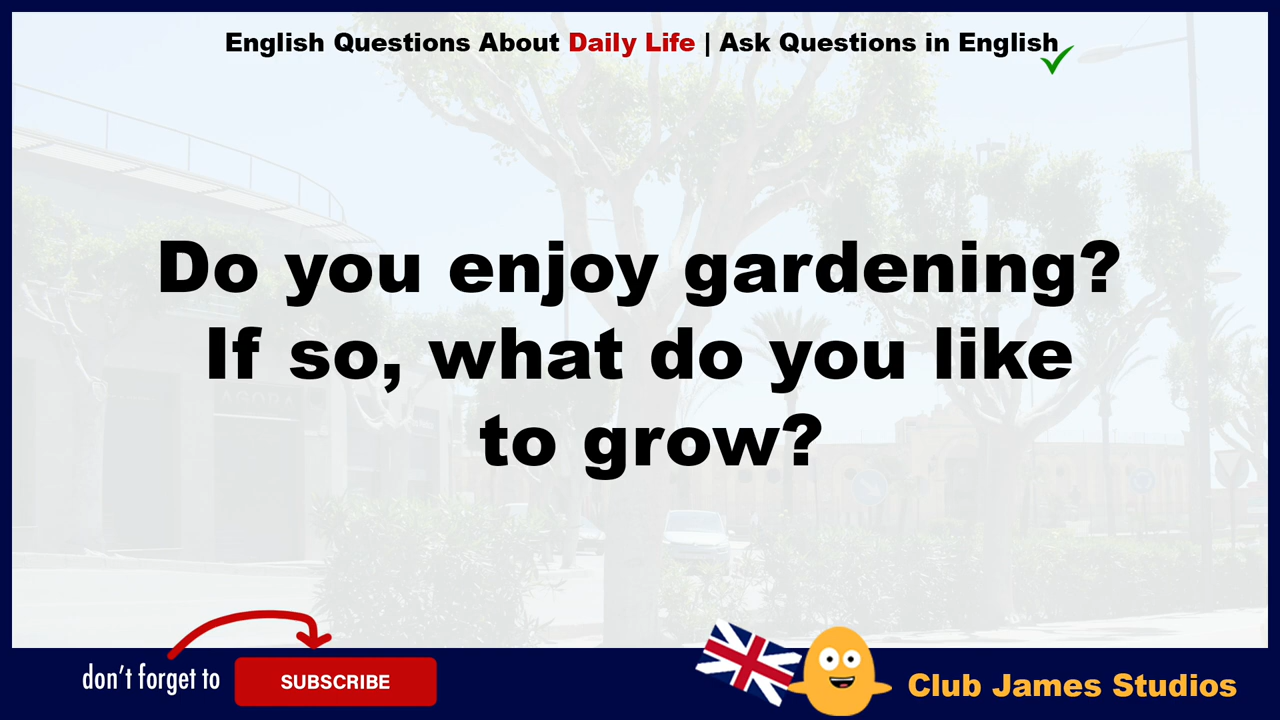 English Questions About Daily Life | Ask Questions in English
Do you enjoy gardening?
If so, what do you like
to grow?
don't forget to
SUBSCRIBE
Club James Studios